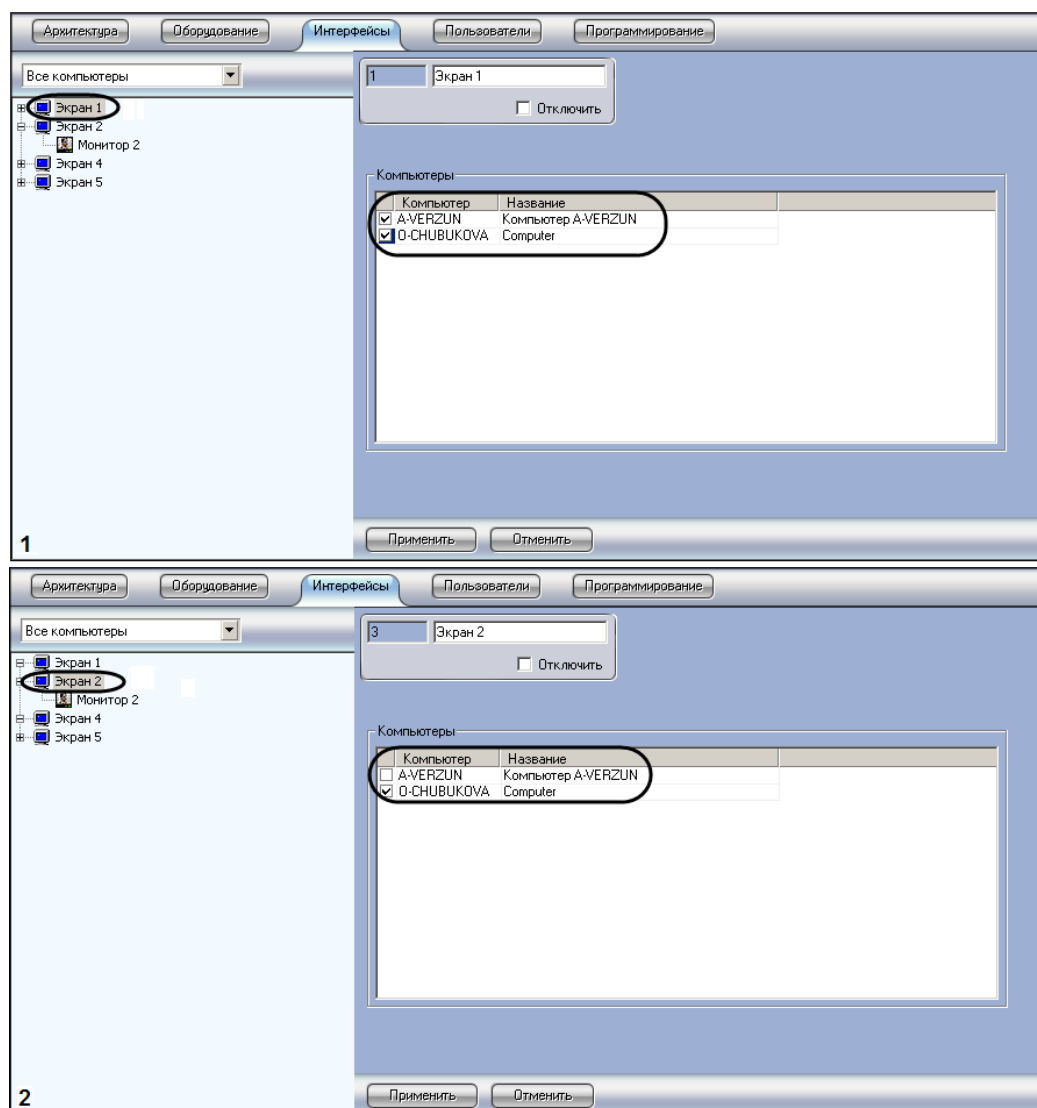 Архитектура Оборудование Интерфейсы Пользователи Программирование
Все компьютеры
1 Экран 1
Отключить
Экран 1
Экран 2
Монитор 2
Экран 4
Экран 5
Компьютеры
Компьютер Название
A-VERZUN Компьютер A-VERZUN
O-CHUBUKOVA Computer
Применить Отменить
1
Архитектура Оборудование Интерфейсы Пользователи Программирование
Все компьютеры
3 Экран 2
Отключить
Экран 1
Экран 2
Монитор 2
Экран 4
Экран 5
Компьютеры
Компьютер Название
A-VERZUN Компьютер A-VERZUN
O-CHUBUKOVA Computer
Применить Отменить
2